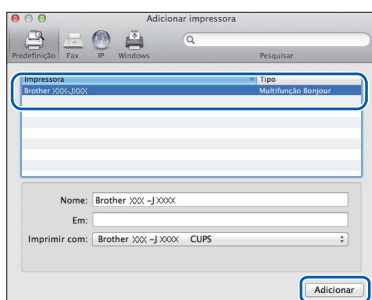 Adicionar impressora
Predefinição Fax IP Windows Pesquisar
Impressora Tipo
Brother XXX-JXXX Multifunção Bonjour
Nome: Brother XXX -J XXXX
Em:
Imprimir com: Brother XXX -J XXXX CUPS
Adicionar